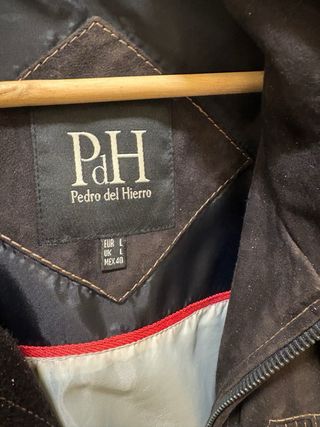 PdH
Pedro del Hierro
EUR L
UK L
MEX 40